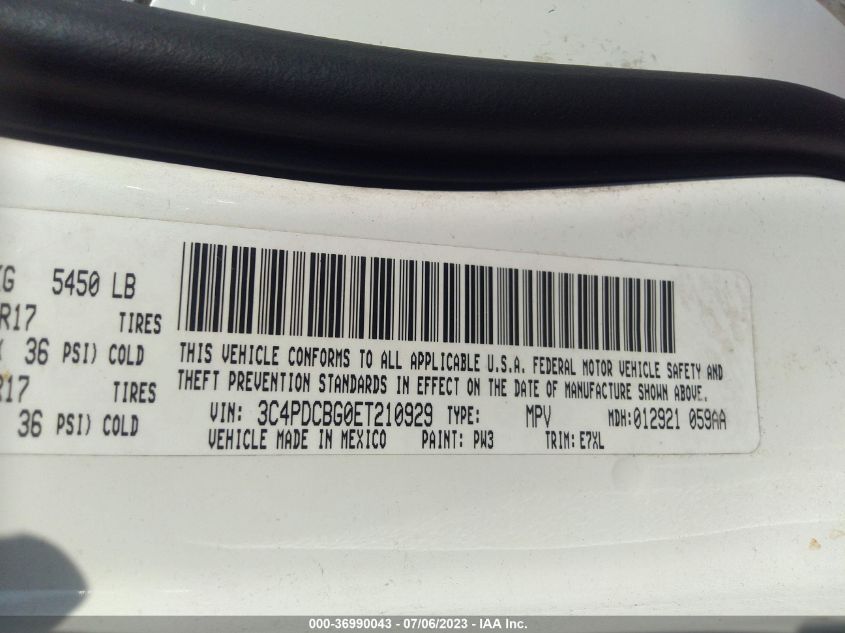 KG 5450 LB
R17 TIRES
36 PSI) COLD
R17 TIRES
36 PSI) COLD
THIS VEHICLE CONFORMS TO ALL APPLICABLE U.S.A. FEDERAL MOTOR VEHICLE SAFETY AND
THEFT PREVENTION STANDARDS IN EFFECT ON THE DATE OF MANUFACTURE SHOWN ABOVE.
VIN: 3C4PDCBG0ET210929 TYPE: MPV MDH:012921 059AA
VEHICLE MADE IN MEXICO PAINT: PW3 TRIM: E7XL
000-36990043 - 07/06/2023 - IAA Inc.